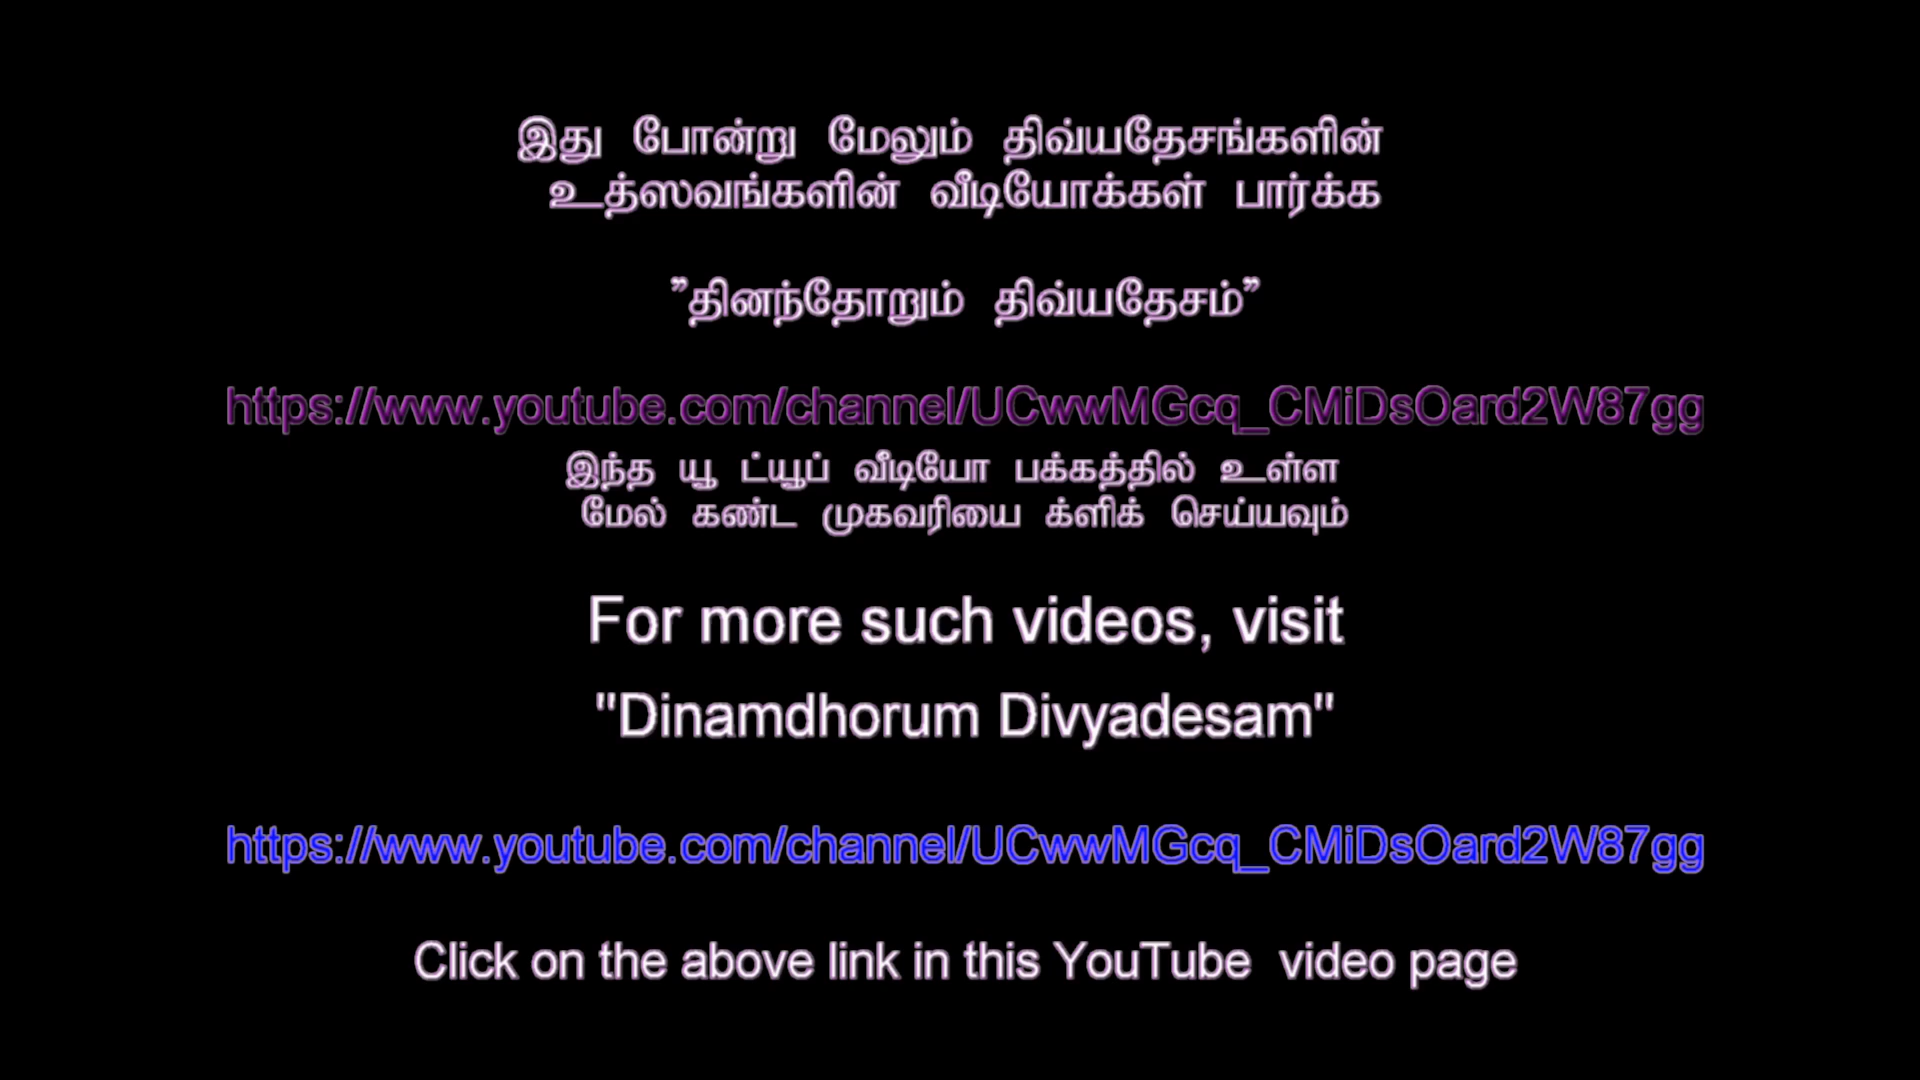 இது போன்று மேலும் திவ்யதேசங்களின்
உத்ஸவங்களின் வீடியோக்கள் பார்க்க
”தினந்தோறும் திவ்யதேசம்”
https://www.youtube.com/channel/UCwwMGcq_CMiDsOard2W87gg
இந்த யூ ட்யூப் வீடியோ பக்கத்தில் உள்ள
மேல் கண்ட முகவரியை க்ளிக் செய்யவும்
For more such videos, visit
"Dinamdhorum Divyadesam"
https://www.youtube.com/channel/UCwwMGcq_CMiDsOard2W87gg
Click on the above link in this YouTube  video page